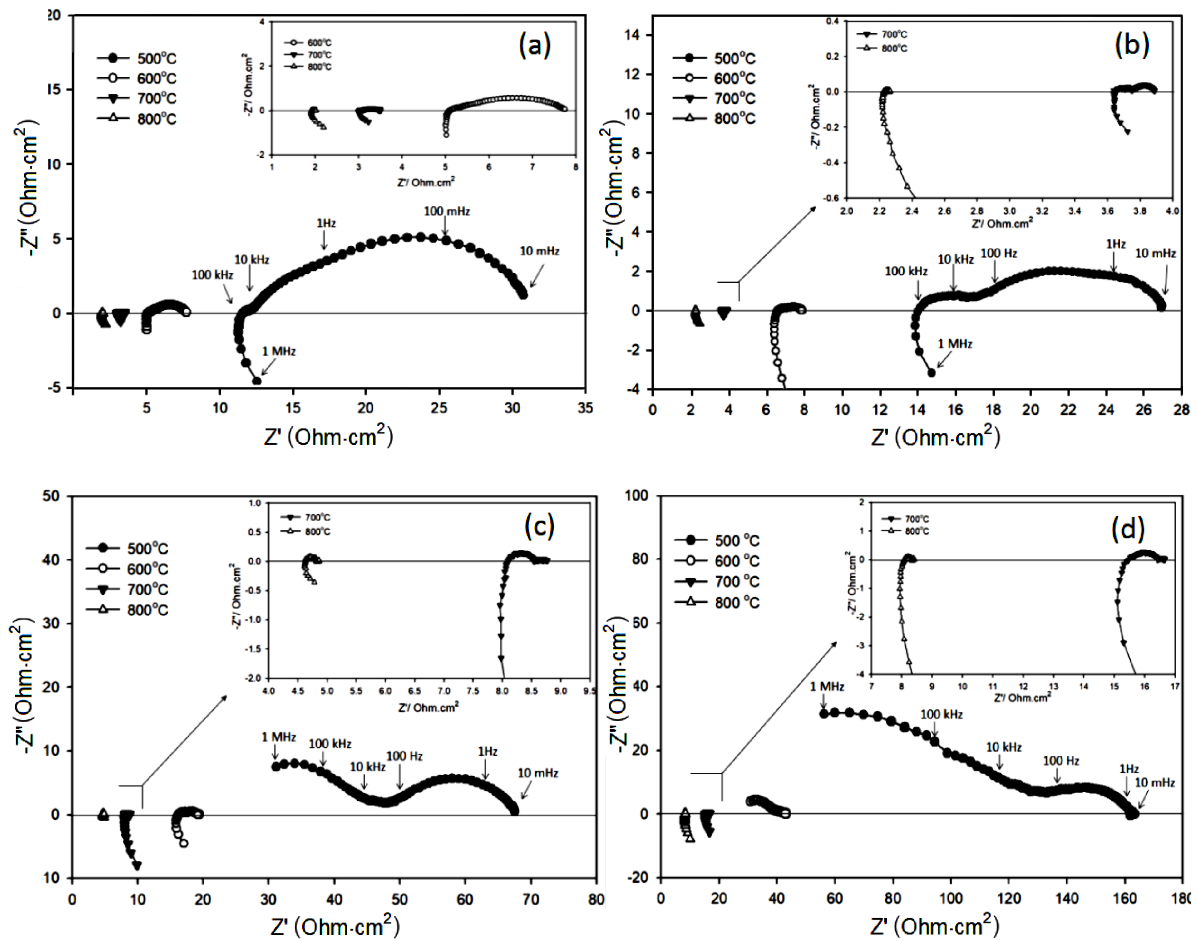 (a)
500°C
600°C
700°C
800°C
600°C
700°C
800°C
-Z"/ Ohm.cm²
4
2
0
-2
1 2 3 4 5 6 7 8
Z'/ Ohm.cm²
100 kHz
10 kHz
1Hz
100 mHz
10 mHz
1 MHz
-Z" (Ohm·cm²)
20
15
10
5
0
-5
5 10 15 20 25 30 35
Z' (Ohm·cm²)
(b)
500°C
600°C
700°C
800°C
700°C
800°C
-Z"/ Ohm.cm²
0.4
0.2
0.0
-0.2
-0.4
-0.6
2.0 2.2 2.4 2.6 2.8 3.0 3.2 3.4 3.6 3.8 4.0
Z'/ Ohm.cm²
100 kHz
10 kHz
100 Hz
1Hz
10 mHz
1 MHz
-Z" (Ohm·cm²)
14
12
10
8
6
4
2
0
-2
-4
0 2 4 6 8 10 12 14 16 18 20 22 24 26 28
Z' (Ohm·cm²)
(c)
500°C
600°C
700°C
800°C
700°C
800°C
-Z"/ Ohm.cm²
1.0
0.5
0.0
-0.5
-1.0
-1.5
-2.0
4.0 4.5 5.0 5.5 6.0 6.5 7.0 7.5 8.0 8.5 9.0 9.5
Z'/ Ohm.cm²
1 MHz
100 kHz
10 kHz
100 Hz
1Hz
10 mHz
-Z" (Ohm·cm²)
50
40
30
20
10
0
10
0 10 20 30 40 50 60 70 80
Z' (Ohm·cm²)
(d)
500 °C
600 °C
700 °C
800 °C
700°C
800°C
-Z"/ Ohm.cm²
2
1
0
-1
-2
-3
-4
7 8 9 10 11 12 13 14 15 16 17
Z'/ Ohm.cm²
1 MHz
100 kHz
10 kHz
100 Hz
1Hz
10 mHz
-Z" (Ohm·cm²)
100
80
60
40
20
0
-20
0 20 40 60 80 100 120 140 160 180
Z' (Ohm·cm²)